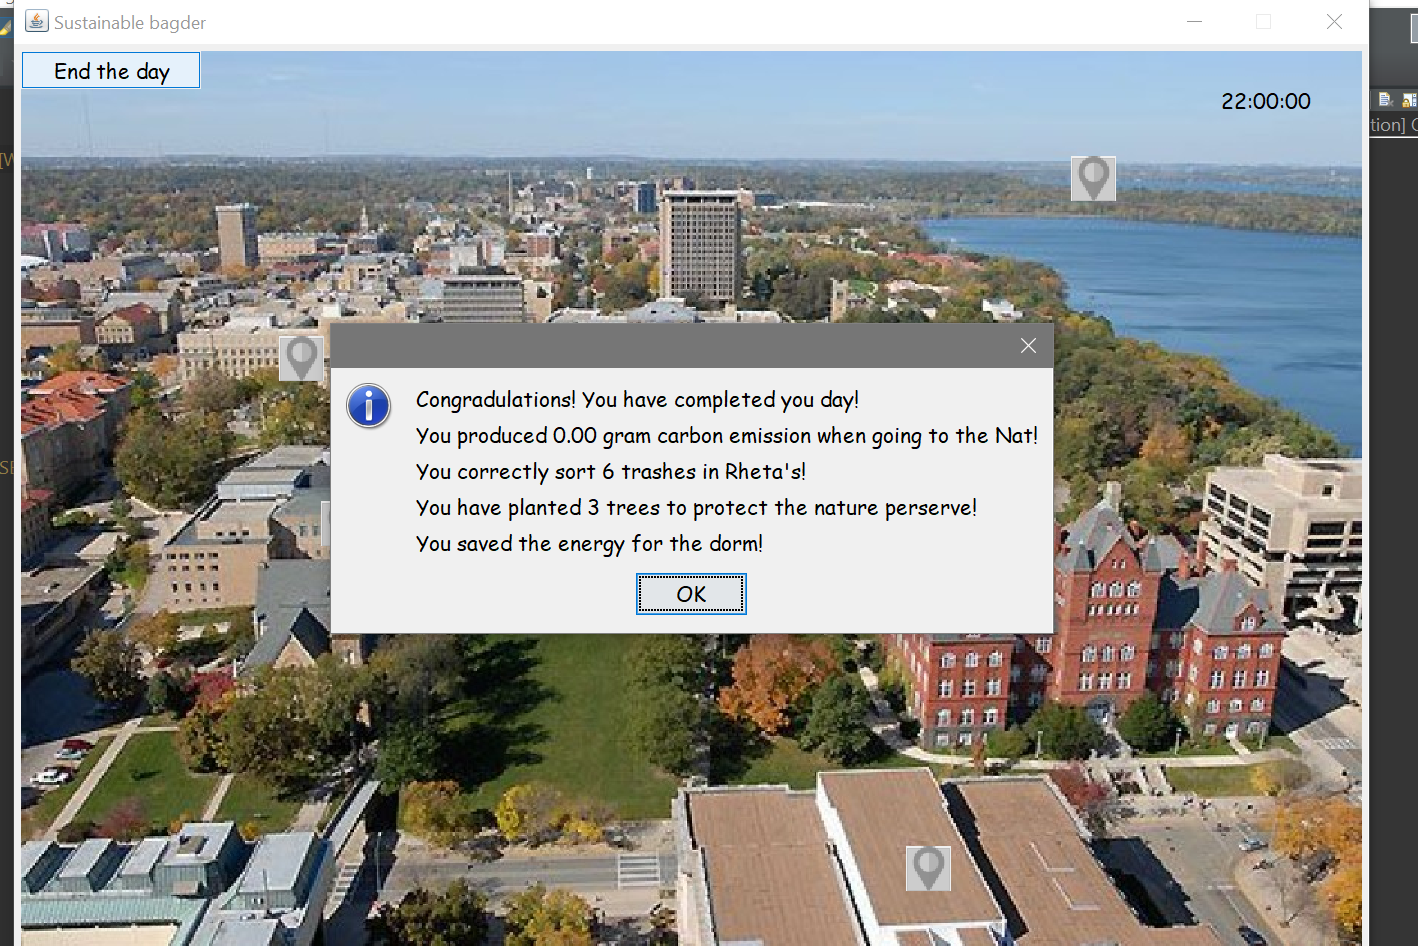 Sustainable bagder
End the day
22:00:00
tion]
Congradulations! You have completed you day!
You produced 0.00 gram carbon emission when going to the Nat!
You correctly sort 6 trashes in Rheta's!
You have planted 3 trees to protect the nature perserve!
You saved the energy for the dorm!
OK